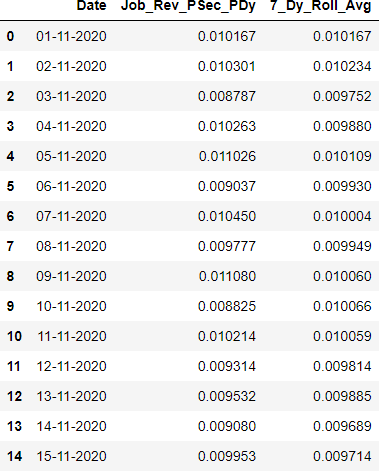 Date Job_Rev_PSec_PDy 7_Dy_Roll_Avg
0 01-11-2020 0.010167 0.010167
1 02-11-2020 0.010301 0.010234
2 03-11-2020 0.008787 0.009752
3 04-11-2020 0.010263 0.009880
4 05-11-2020 0.011026 0.010109
5 06-11-2020 0.009037 0.009930
6 07-11-2020 0.010450 0.010004
7 08-11-2020 0.009777 0.009949
8 09-11-2020 0.011080 0.010060
9 10-11-2020 0.008825 0.010066
10 11-11-2020 0.010214 0.010059
11 12-11-2020 0.009314 0.009814
12 13-11-2020 0.009532 0.009885
13 14-11-2020 0.009080 0.009689
14 15-11-2020 0.009953 0.009714